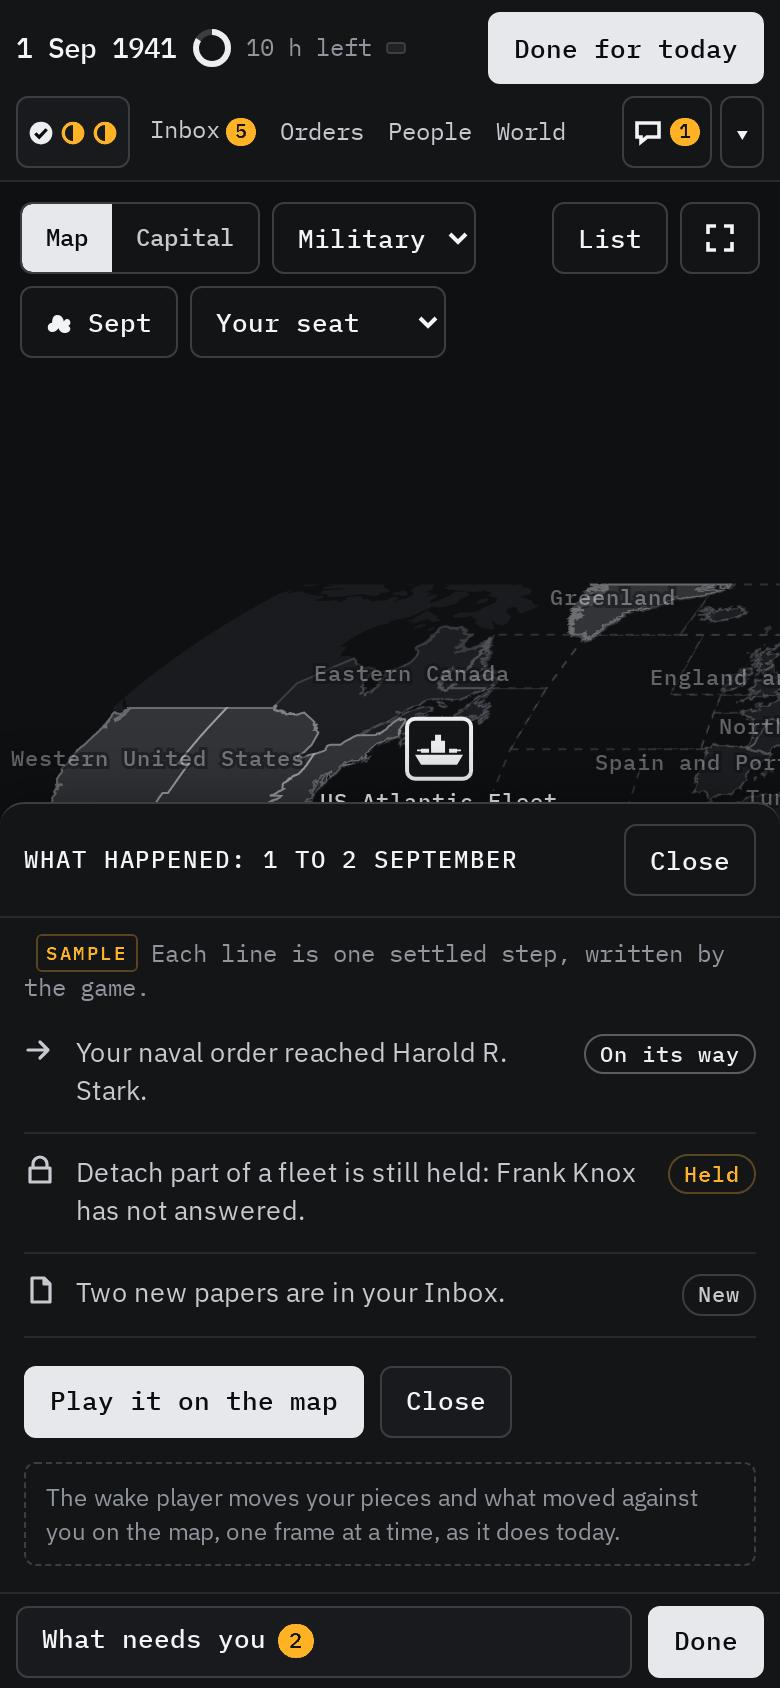 1 Sep 1941 10 h left Done for today
Inbox 5 Orders People World 1
Map Capital Military List
Sept Your seat
Greenland
Eastern Canada
England
North
Western United States
Spain and
US Atlantic Fleet
WHAT HAPPENED: 1 TO 2 SEPTEMBER Close
SAMPLE Each line is one settled step, written by
the game.
Your naval order reached Harold R. On its way
Stark.
Detach part of a fleet is still held: Frank Knox Held
has not answered.
Two new papers are in your Inbox. New
Play it on the map Close
The wake player moves your pieces and what moved against
you on the map, one frame at a time, as it does today.
What needs you 2 Done